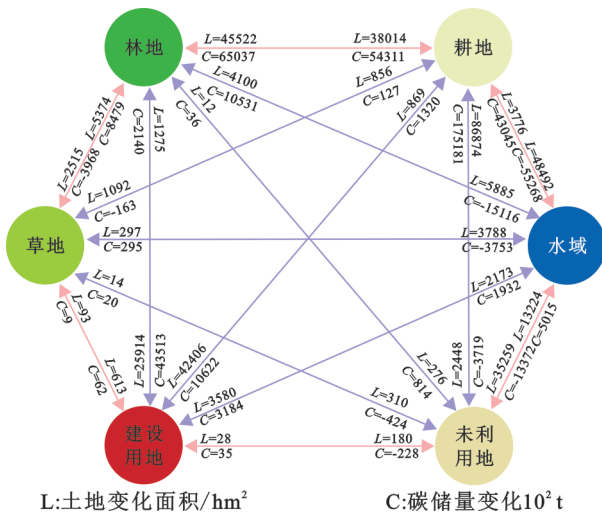 林地
L=45522
C=65037
L=38014
C=54311
耕地
L=4100
C=10531
L=12
C=36
L=856
C=127
L=869
C=1320
L=5374
C=8479
L=2515
C=-3968
L=1275
C=2140
L=86874
C=175181
L=3776
C=43045
L=48492
C=-55268
L=1092
C=-163
L=5885
C=-15116
草地
L=297
C=295
L=3788
C=-3753
水域
L=14
C=20
L=2173
C=1932
L=93
C=9
L=613
C=62
L=25914
C=43513
L=42406
C=10622
L=3580
C=3184
L=276
C=814
L=310
C=-424
L=2448
C=-3719
L=35259
C=-13372
L=13224
C=5015
建设
用地
L=28
C=35
L=180
C=-228
未利
用地
L:土地变化面积/hm²
C:碳储量变化10² t